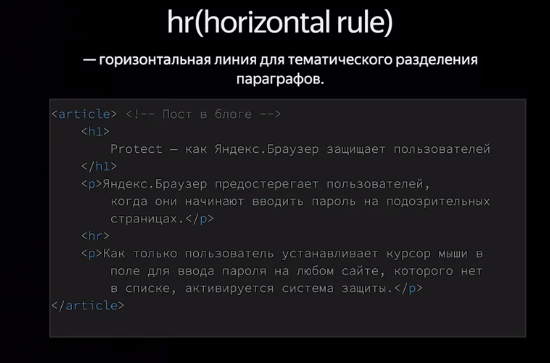 hr(horizontal rule)
— горизонтальная линия для тематического разделения
параграфов.
<article> <!-- Пост в блоге -->
<h1>
Protect — как Яндекс.Браузер защищает пользователей
</h1>
<p>Яндекс.Браузер предостерегает пользователей,
когда они начинают вводить пароль на подозрительных
страницах.</p>
<hr>
<p>Как только пользователь устанавливает курсор мыши в
поле для ввода пароля на любом сайте, которого нет
в списке, активируется система защиты.</p>
</article>